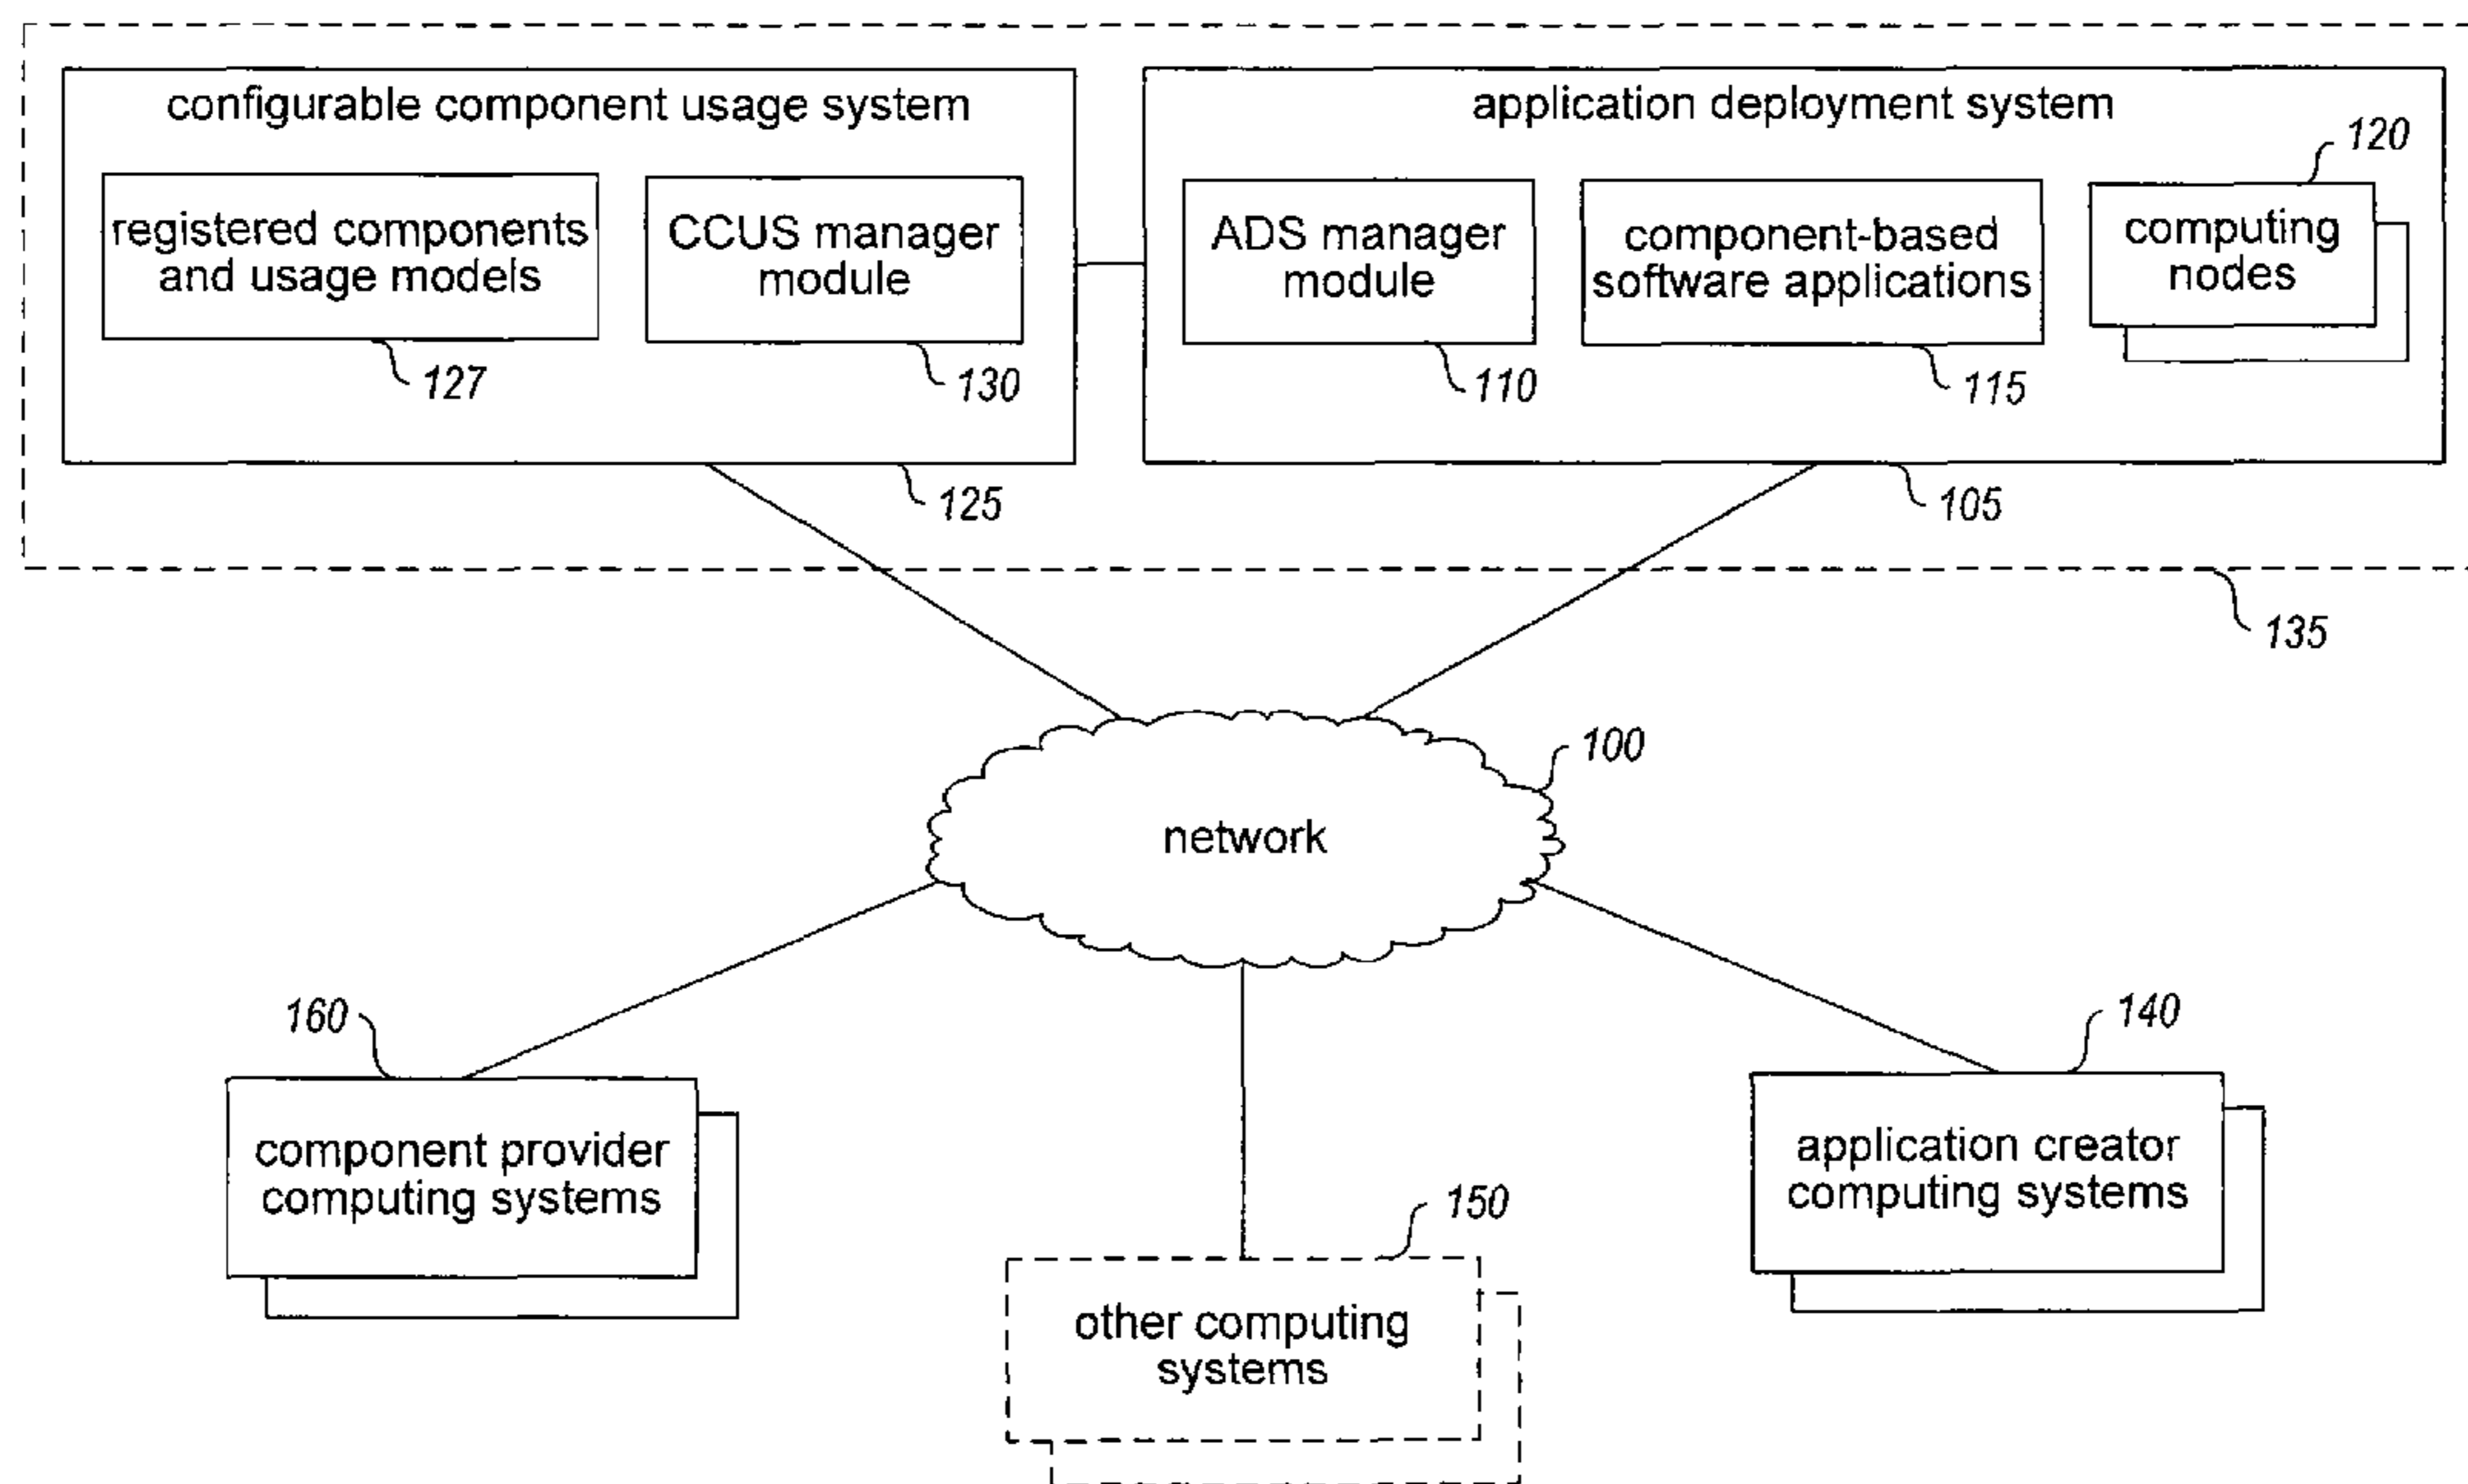 configurable component usage system
application deployment system
120
registered components
and usage models
CCUS manager
module
ADS manager
module
component-based
software applications
computing
nodes
127
130
110
115
125
105
135
100
network
160
140
component provider
computing systems
application creator
computing systems
150
other computing
systems